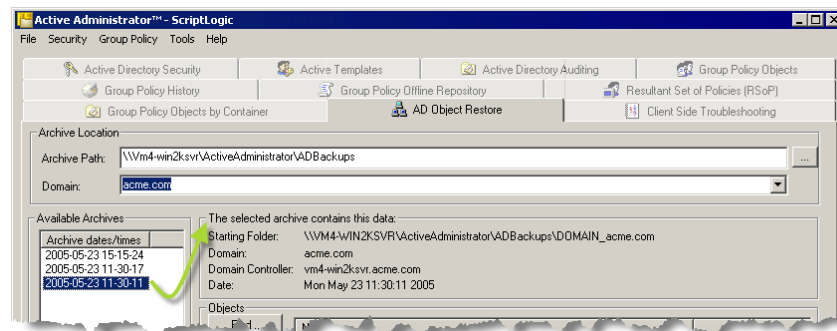 Active Administrator™ - ScriptLogic
File Security Group Policy Tools Help
Active Directory Security Active Templates Active Directory Auditing Group Policy Objects
Group Policy History Group Policy Offline Repository Resultant Set of Policies (RSoP)
Group Policy Objects by Container AD Object Restore Client Side Troubleshooting
Archive Location
Archive Path: \\Vm4-win2ksvr\ActiveAdministrator\ADBackups ...
Domain: acme.com
Available Archives
Archive dates/times
2005-05-23 15-15-24
2005-05-23 11-30-17
2005-05-23 11-30-11
The selected archive contains this data:
Starting Folder: \\VM4-WIN2KSVR\ActiveAdministrator\ADBackups\DOMAIN_acme.com
Domain: acme.com
Domain Controller: vm4-win2ksvr.acme.com
Date: Mon May 23 11:30:11 2005
Objects